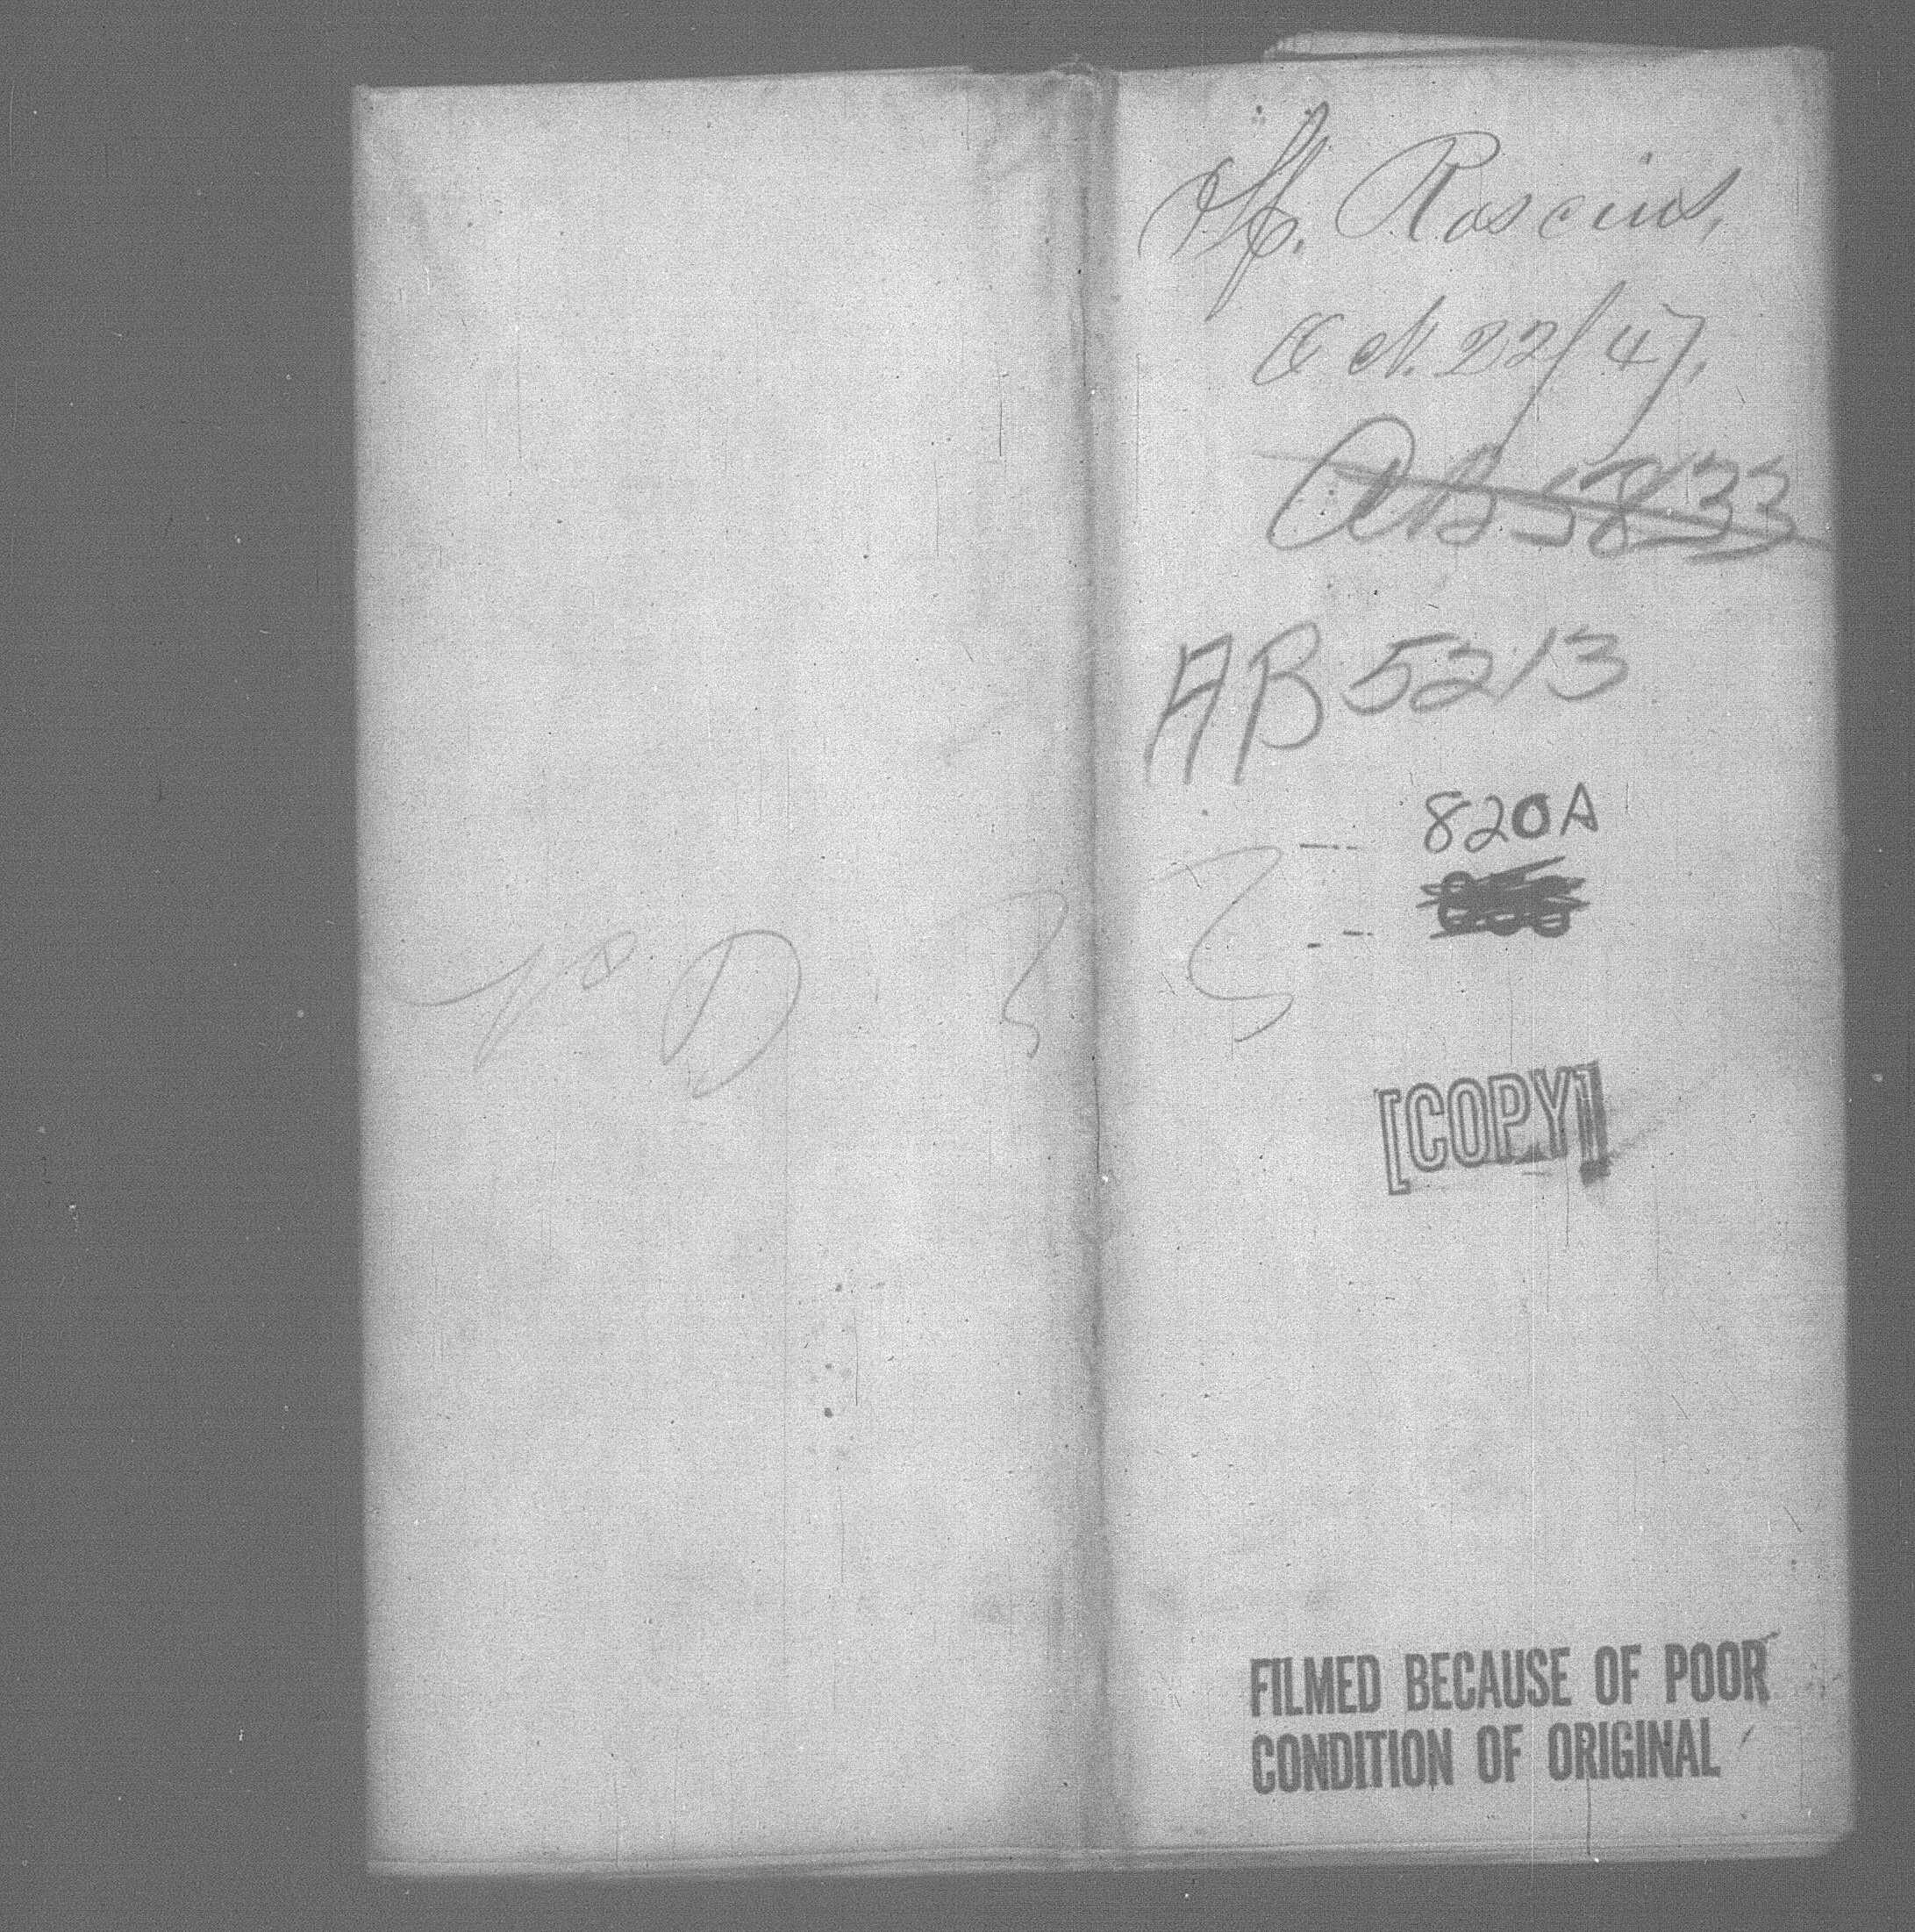 Sp. Roscius,
Oct. 22/47.
AB 5833
AB 5213
820A
[COPY]
FILMED BECAUSE OF POOR
CONDITION OF ORIGINAL